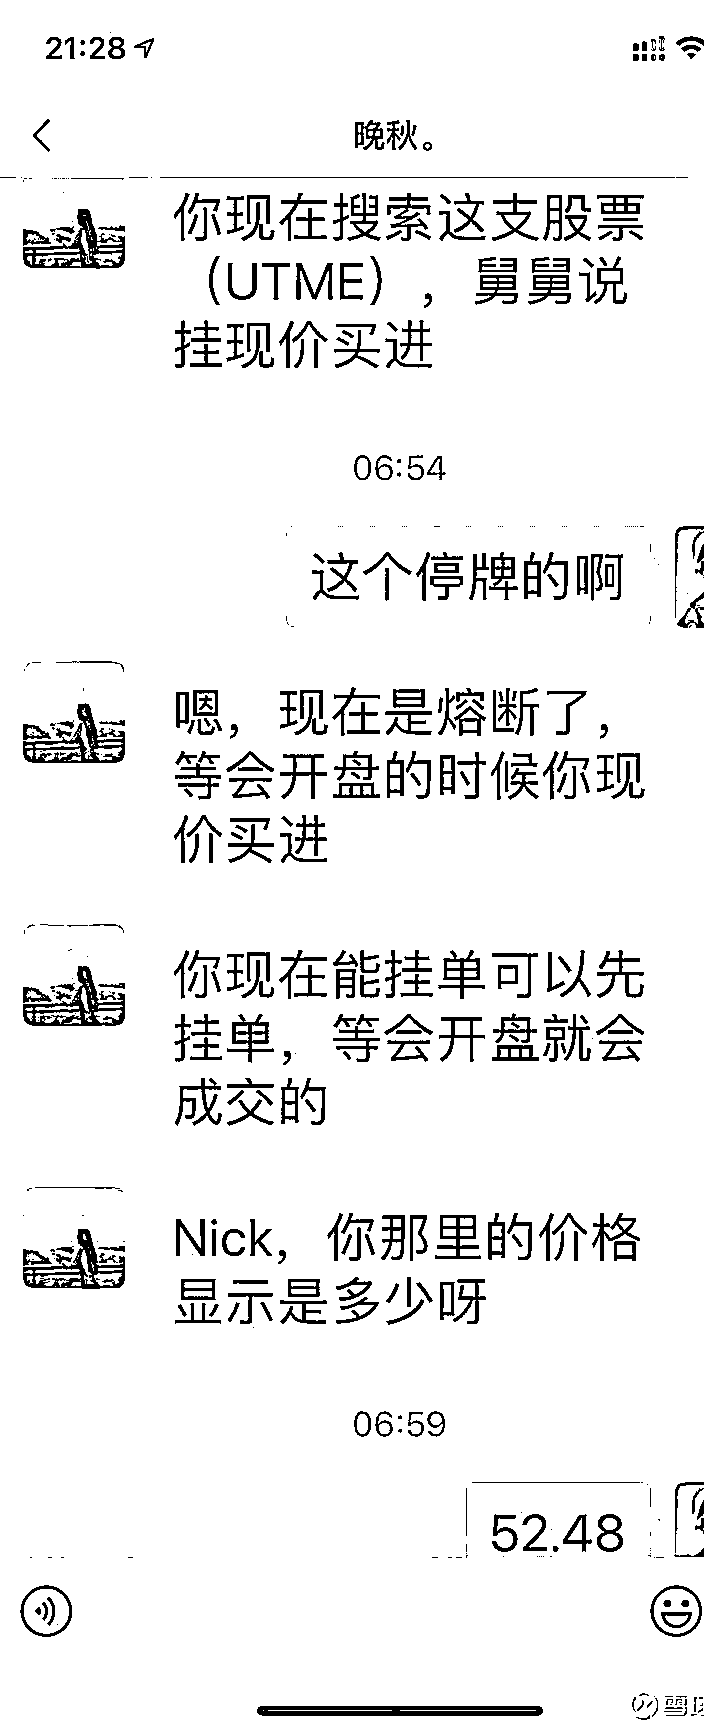 21:28
晚秋。
你现在搜索这支股票
（UTME），舅舅说
挂现价买进
06:54
这个停牌的啊
嗯，现在是熔断了，
等会开盘的时候你现
价买进
你现在能挂单可以先
挂单，等会开盘就会
成交的
Nick，你那里的价格
显示是多少呀
06:59
52.48
雪